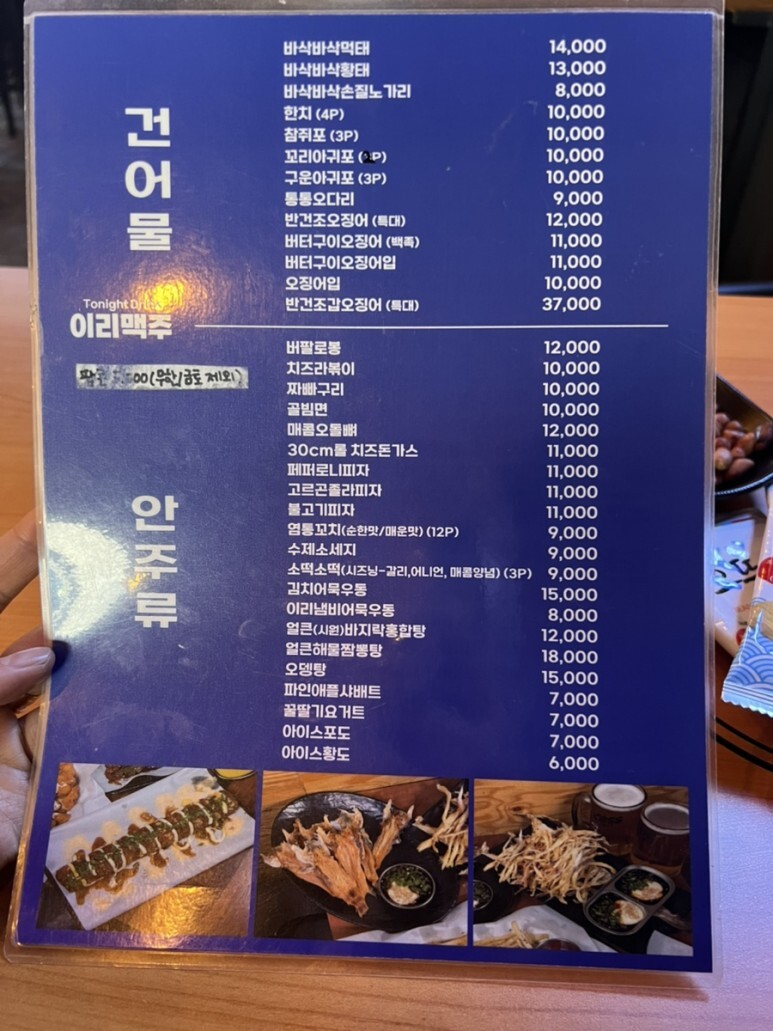 건어물
바삭바삭먹태 14,000
바삭바삭황태 13,000
바삭바삭손질노가리 8,000
한치 (4P) 10,000
참쥐포 (3P) 10,000
꼬리아귀포 (2P) 10,000
구운아귀포 (3P) 10,000
통통오다리 9,000
반건조오징어 (특대) 12,000
버터구이오징어 (백족) 11,000
버터구이오징어입 11,000
오징어입 10,000
반건조갑오징어 (특대) 37,000
Tonight Drink
이리맥주
금토 제외)
안주류
버팔로봉 12,000
치즈라볶이 10,000
짜빠구리 10,000
골빔면 10,000
매콤오돌뼈 12,000
30cm롤 치즈돈가스 11,000
페퍼로니피자 11,000
고르곤졸라피자 11,000
불고기피자 11,000
염통꼬치(순한맛/매운맛) (12P) 9,000
수제소세지 9,000
소떡소떡(시즈닝-갈리,어니언, 매콤양념) (3P) 9,000
김치어묵우동 15,000
이리냄비어묵우동 8,000
얼큰(시원)바지락홍합탕 12,000
얼큰해물짬뽕탕 18,000
오뎅탕 15,000
파인애플샤배트 7,000
꿀딸기요거트 7,000
아이스포도 7,000
아이스황도 6,000